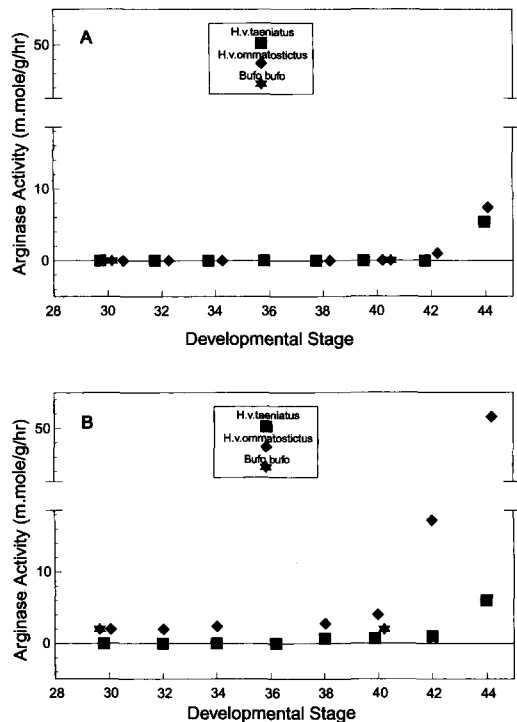 A
H.v.taeniatus
H.v.ommatostictus
Bufo bufo
50
10
0
Arginase Activity (m.mole/g/hr)
28 30 32 34 36 38 40 42 44
Developmental Stage
B
H.v.taeniatus
H.v.ommatostictus
Bufo bufo
50
10
0
Arginase Activity (m.mole/g/hr)
28 30 32 34 36 38 40 42 44
Developmental Stage